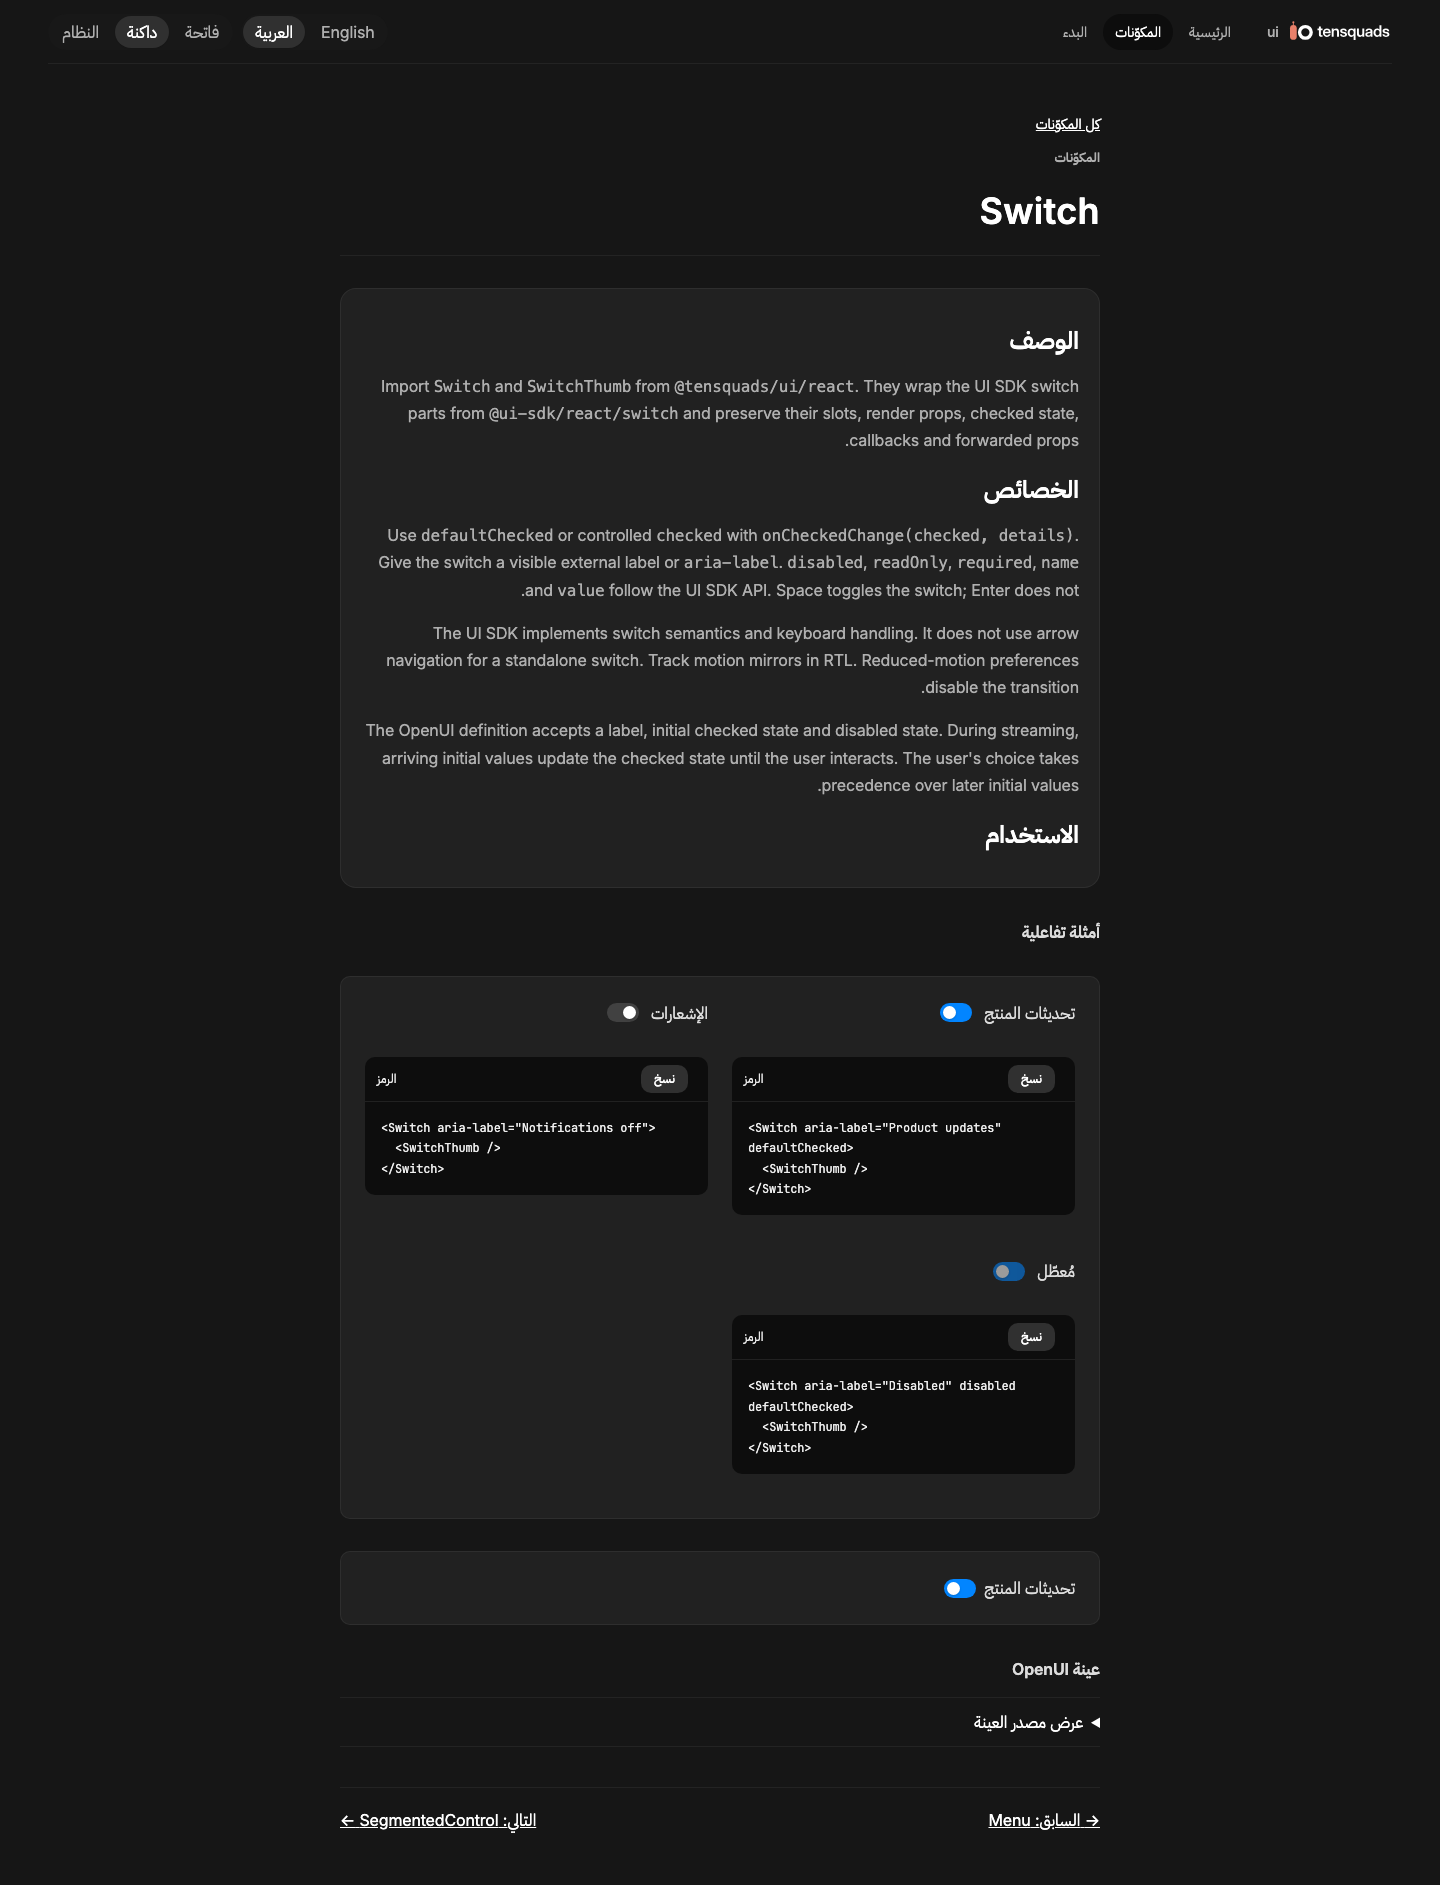 tensquads ui
الرئيسية
المكوّنات
البدء
English
العربية
فاتحة
داكنة
النظام
كل المكوّنات
المكوّنات
Switch
الوصف
Import Switch and SwitchThumb from @tensquads/ui/react. They wrap the UI SDK switch
parts from @ui-sdk/react/switch and preserve their slots, render props, checked state,
callbacks and forwarded props.
الخصائص
Use defaultChecked or controlled checked with onCheckedChange(checked, details).
Give the switch a visible external label or aria-label. disabled, readOnly, required, name
and value follow the UI SDK API. Space toggles the switch; Enter does not.
The UI SDK implements switch semantics and keyboard handling. It does not use arrow
navigation for a standalone switch. Track motion mirrors in RTL. Reduced-motion preferences
disable the transition.
The OpenUI definition accepts a label, initial checked state and disabled state. During streaming,
arriving initial values update the checked state until the user interacts. The user's choice takes
precedence over later initial values.
الاستخدام
أمثلة تفاعلية
تحديثات المنتج
نسخ
الرمز
<Switch aria-label="Product updates"
defaultChecked>
  <SwitchThumb />
</Switch>
الإشعارات
نسخ
الرمز
<Switch aria-label="Notifications off">
  <SwitchThumb />
</Switch>
مُعطّل
نسخ
الرمز
<Switch aria-label="Disabled" disabled
defaultChecked>
  <SwitchThumb />
</Switch>
تحديثات المنتج
عينة OpenUI
عرض مصدر العينة
→ السابق: Menu
التالي: SegmentedControl ←